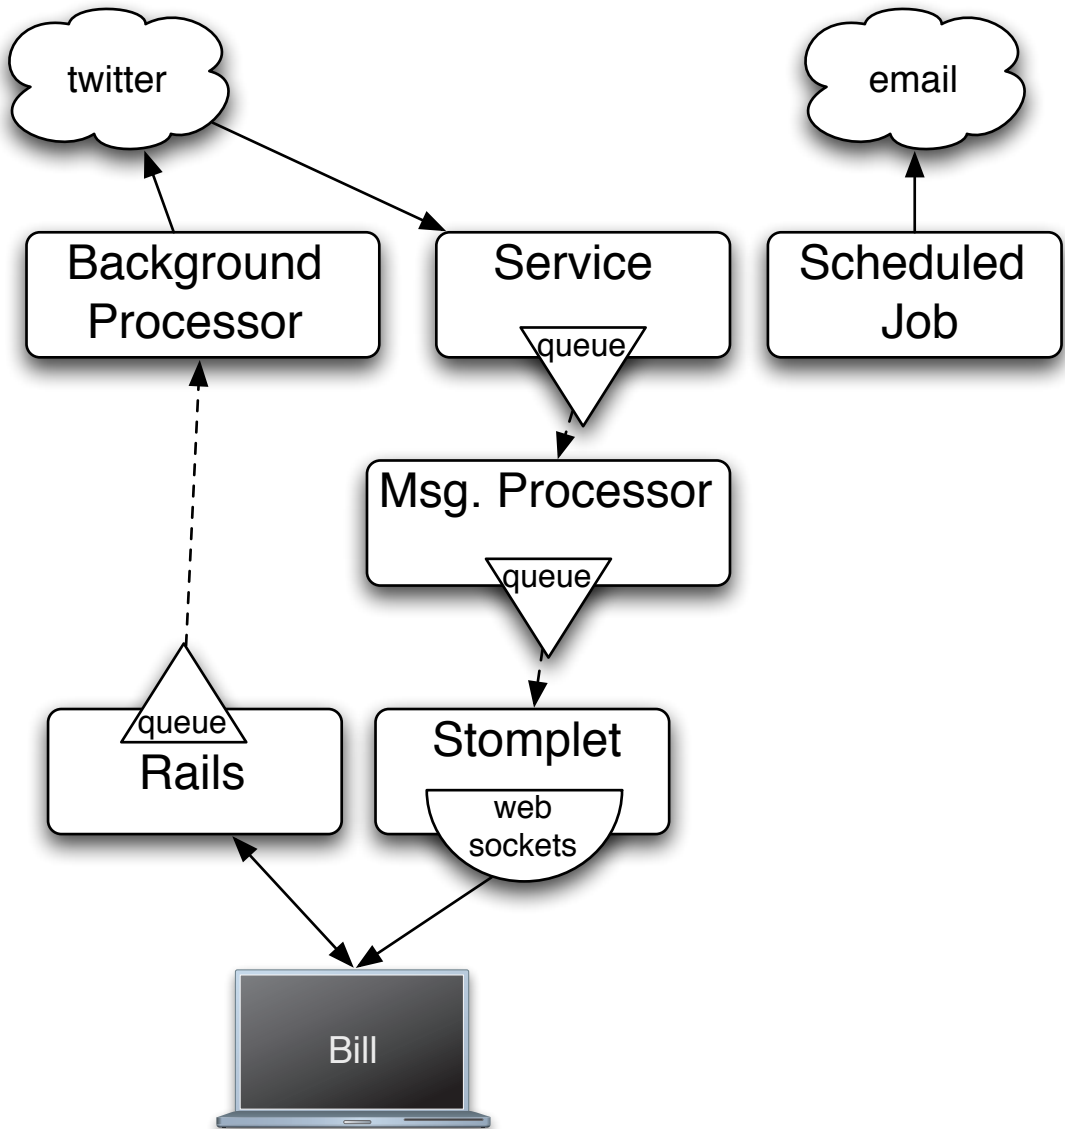 twitter
email
Background
Processor
Service
queue
Scheduled
Job
Msg. Processor
queue
queue
Rails
Stomplet
web
sockets
Bill